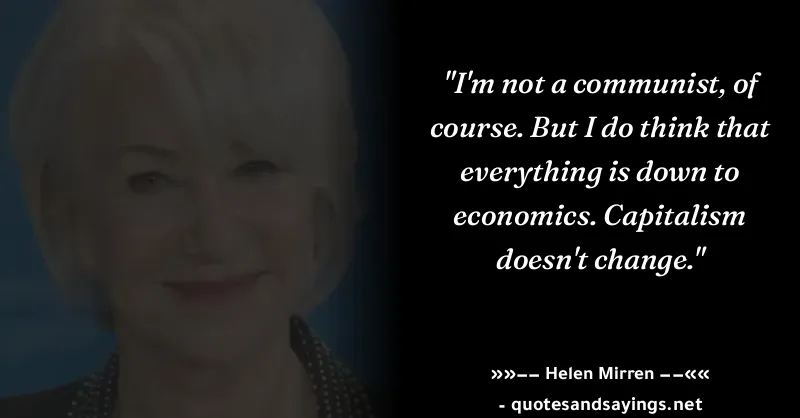 "I'm not a communist, of
course. But I do think that
everything is down to
economics. Capitalism
doesn't change."
»»−− Helen Mirren −−««
- quotesandsayings.net